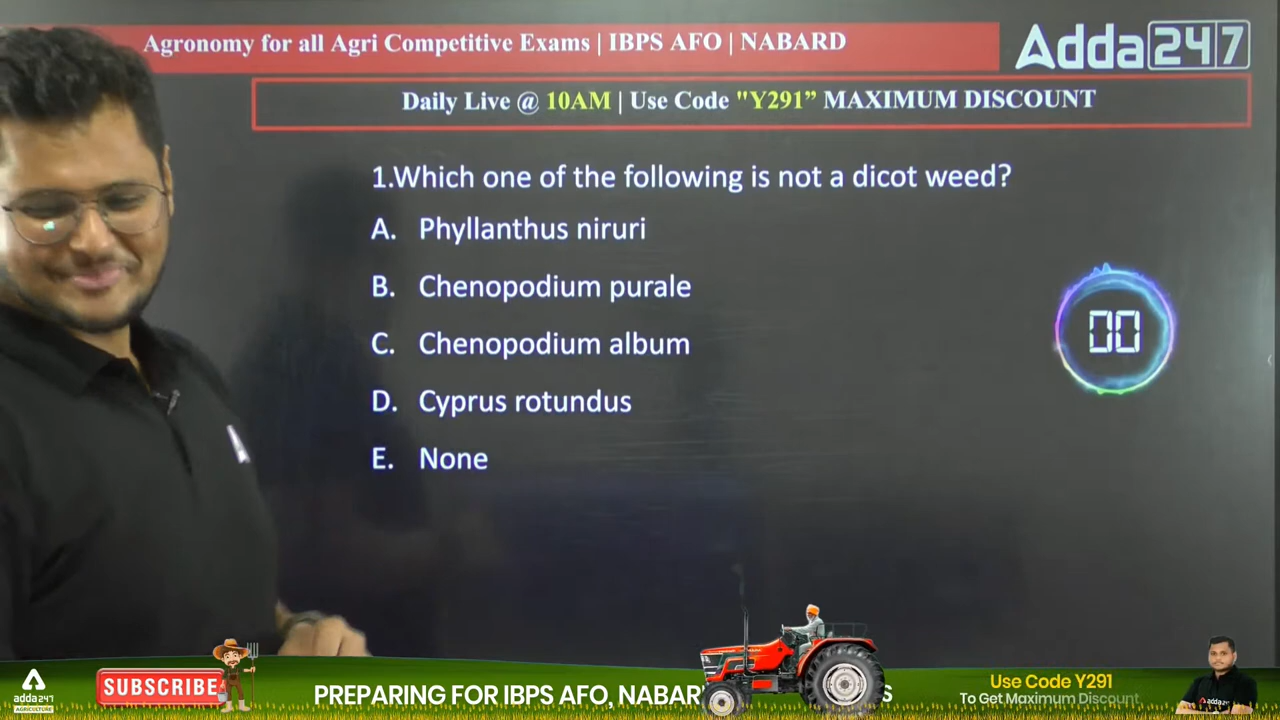 Agronomy for all Agri Competitive Exams | IBPS AFO | NABARD
Adda247
Daily Live @ 10AM | Use Code "Y291” MAXIMUM DISCOUNT
1.Which one of the following is not a dicot weed?
A. Phyllanthus niruri
B. Chenopodium purale
C. Chenopodium album
D. Cyprus rotundus
E. None
00
adda247
AGRICULTURE
SUBSCRIBE
PREPARING FOR IBPS AFO, NABAR
S
Use Code Y291
To Get Maximum Discount